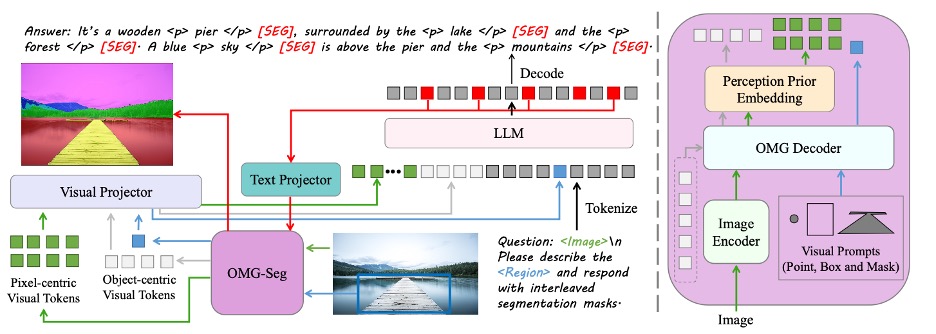 Answer: It's a wooden <p> pier </p> [SEG], surrounded by the <p> lake </p> [SEG] and the <p>
forest </p> [SEG]. A blue <p> sky </p> [SEG] is above the pier and the <p> mountains </p> [SEG].
Decode
LLM
Visual Projector
Text Projector
Tokenize
OMG-Seg
Pixel-centric
Visual Tokens
Object-centric
Visual Tokens
Question: <Image>\n
Please describe the
<Region> and respond
with interleaved
segmentation masks.
Perception Prior
Embedding
OMG Decoder
Image
Encoder
Visual Prompts
(Point, Box and Mask)
Image